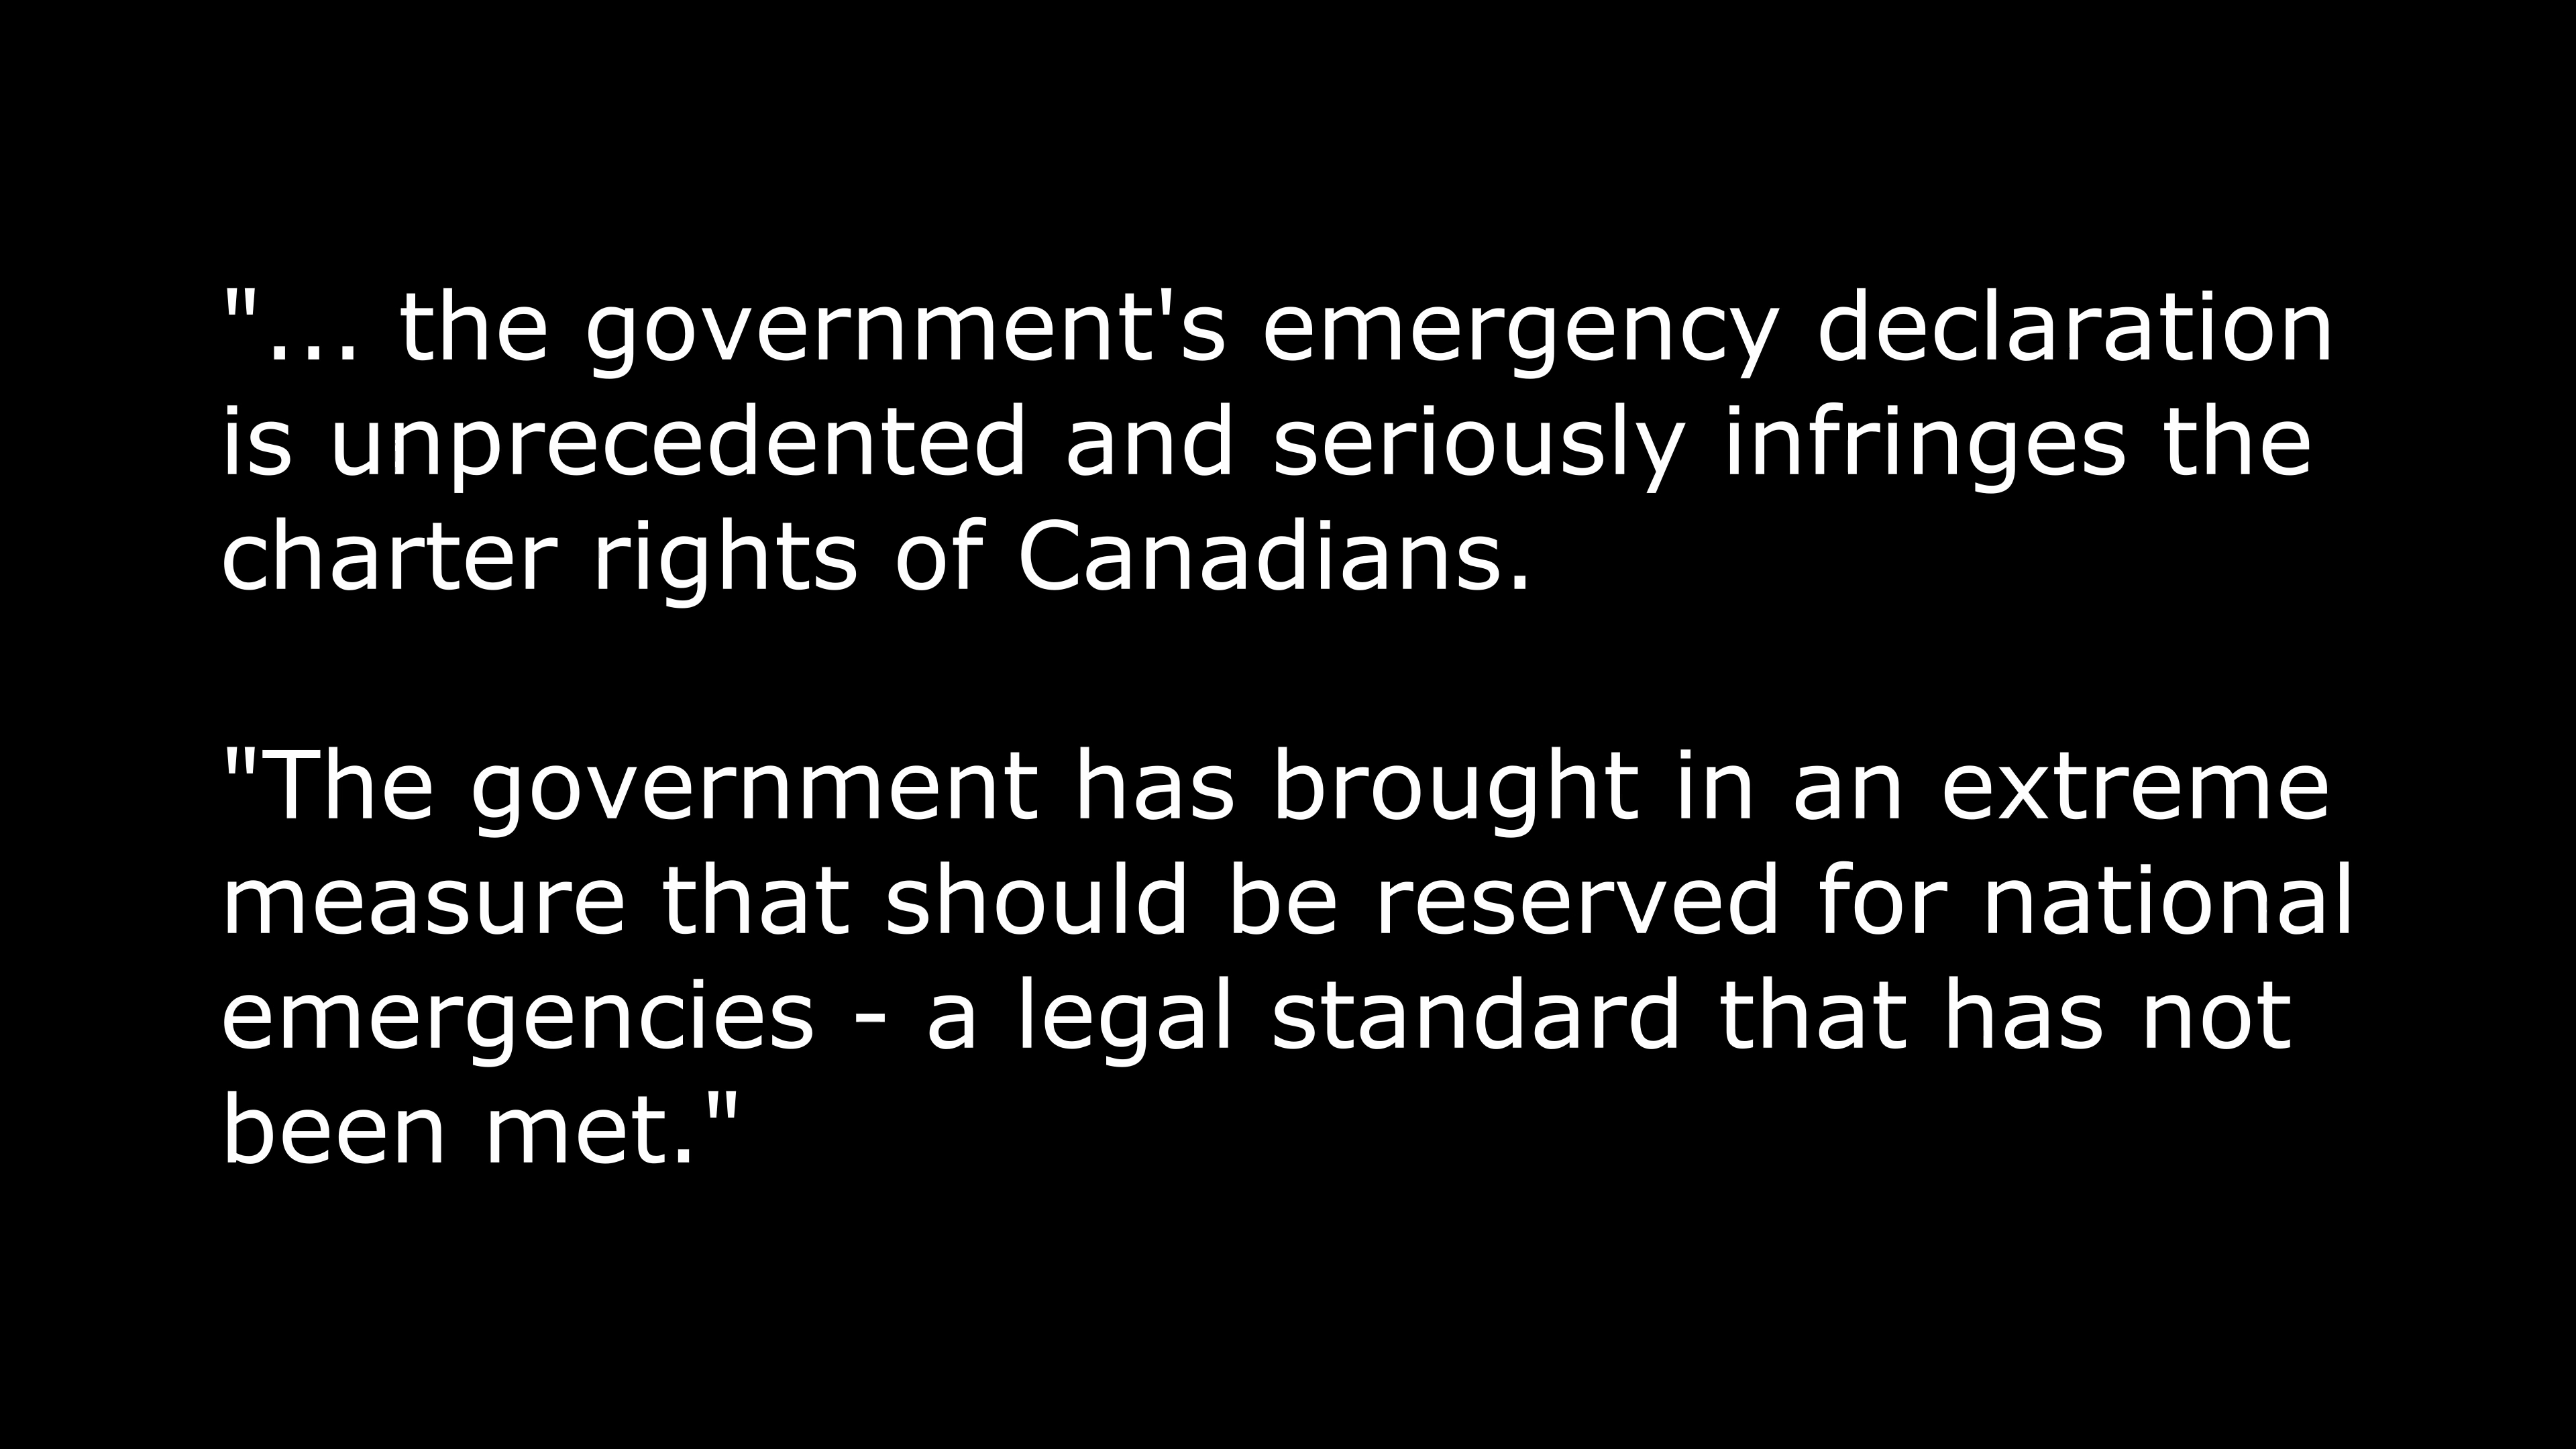 "... the government's emergency declaration
is unprecedented and seriously infringes the
charter rights of Canadians.
"The government has brought in an extreme
measure that should be reserved for national
emergencies - a legal standard that has not
been met."